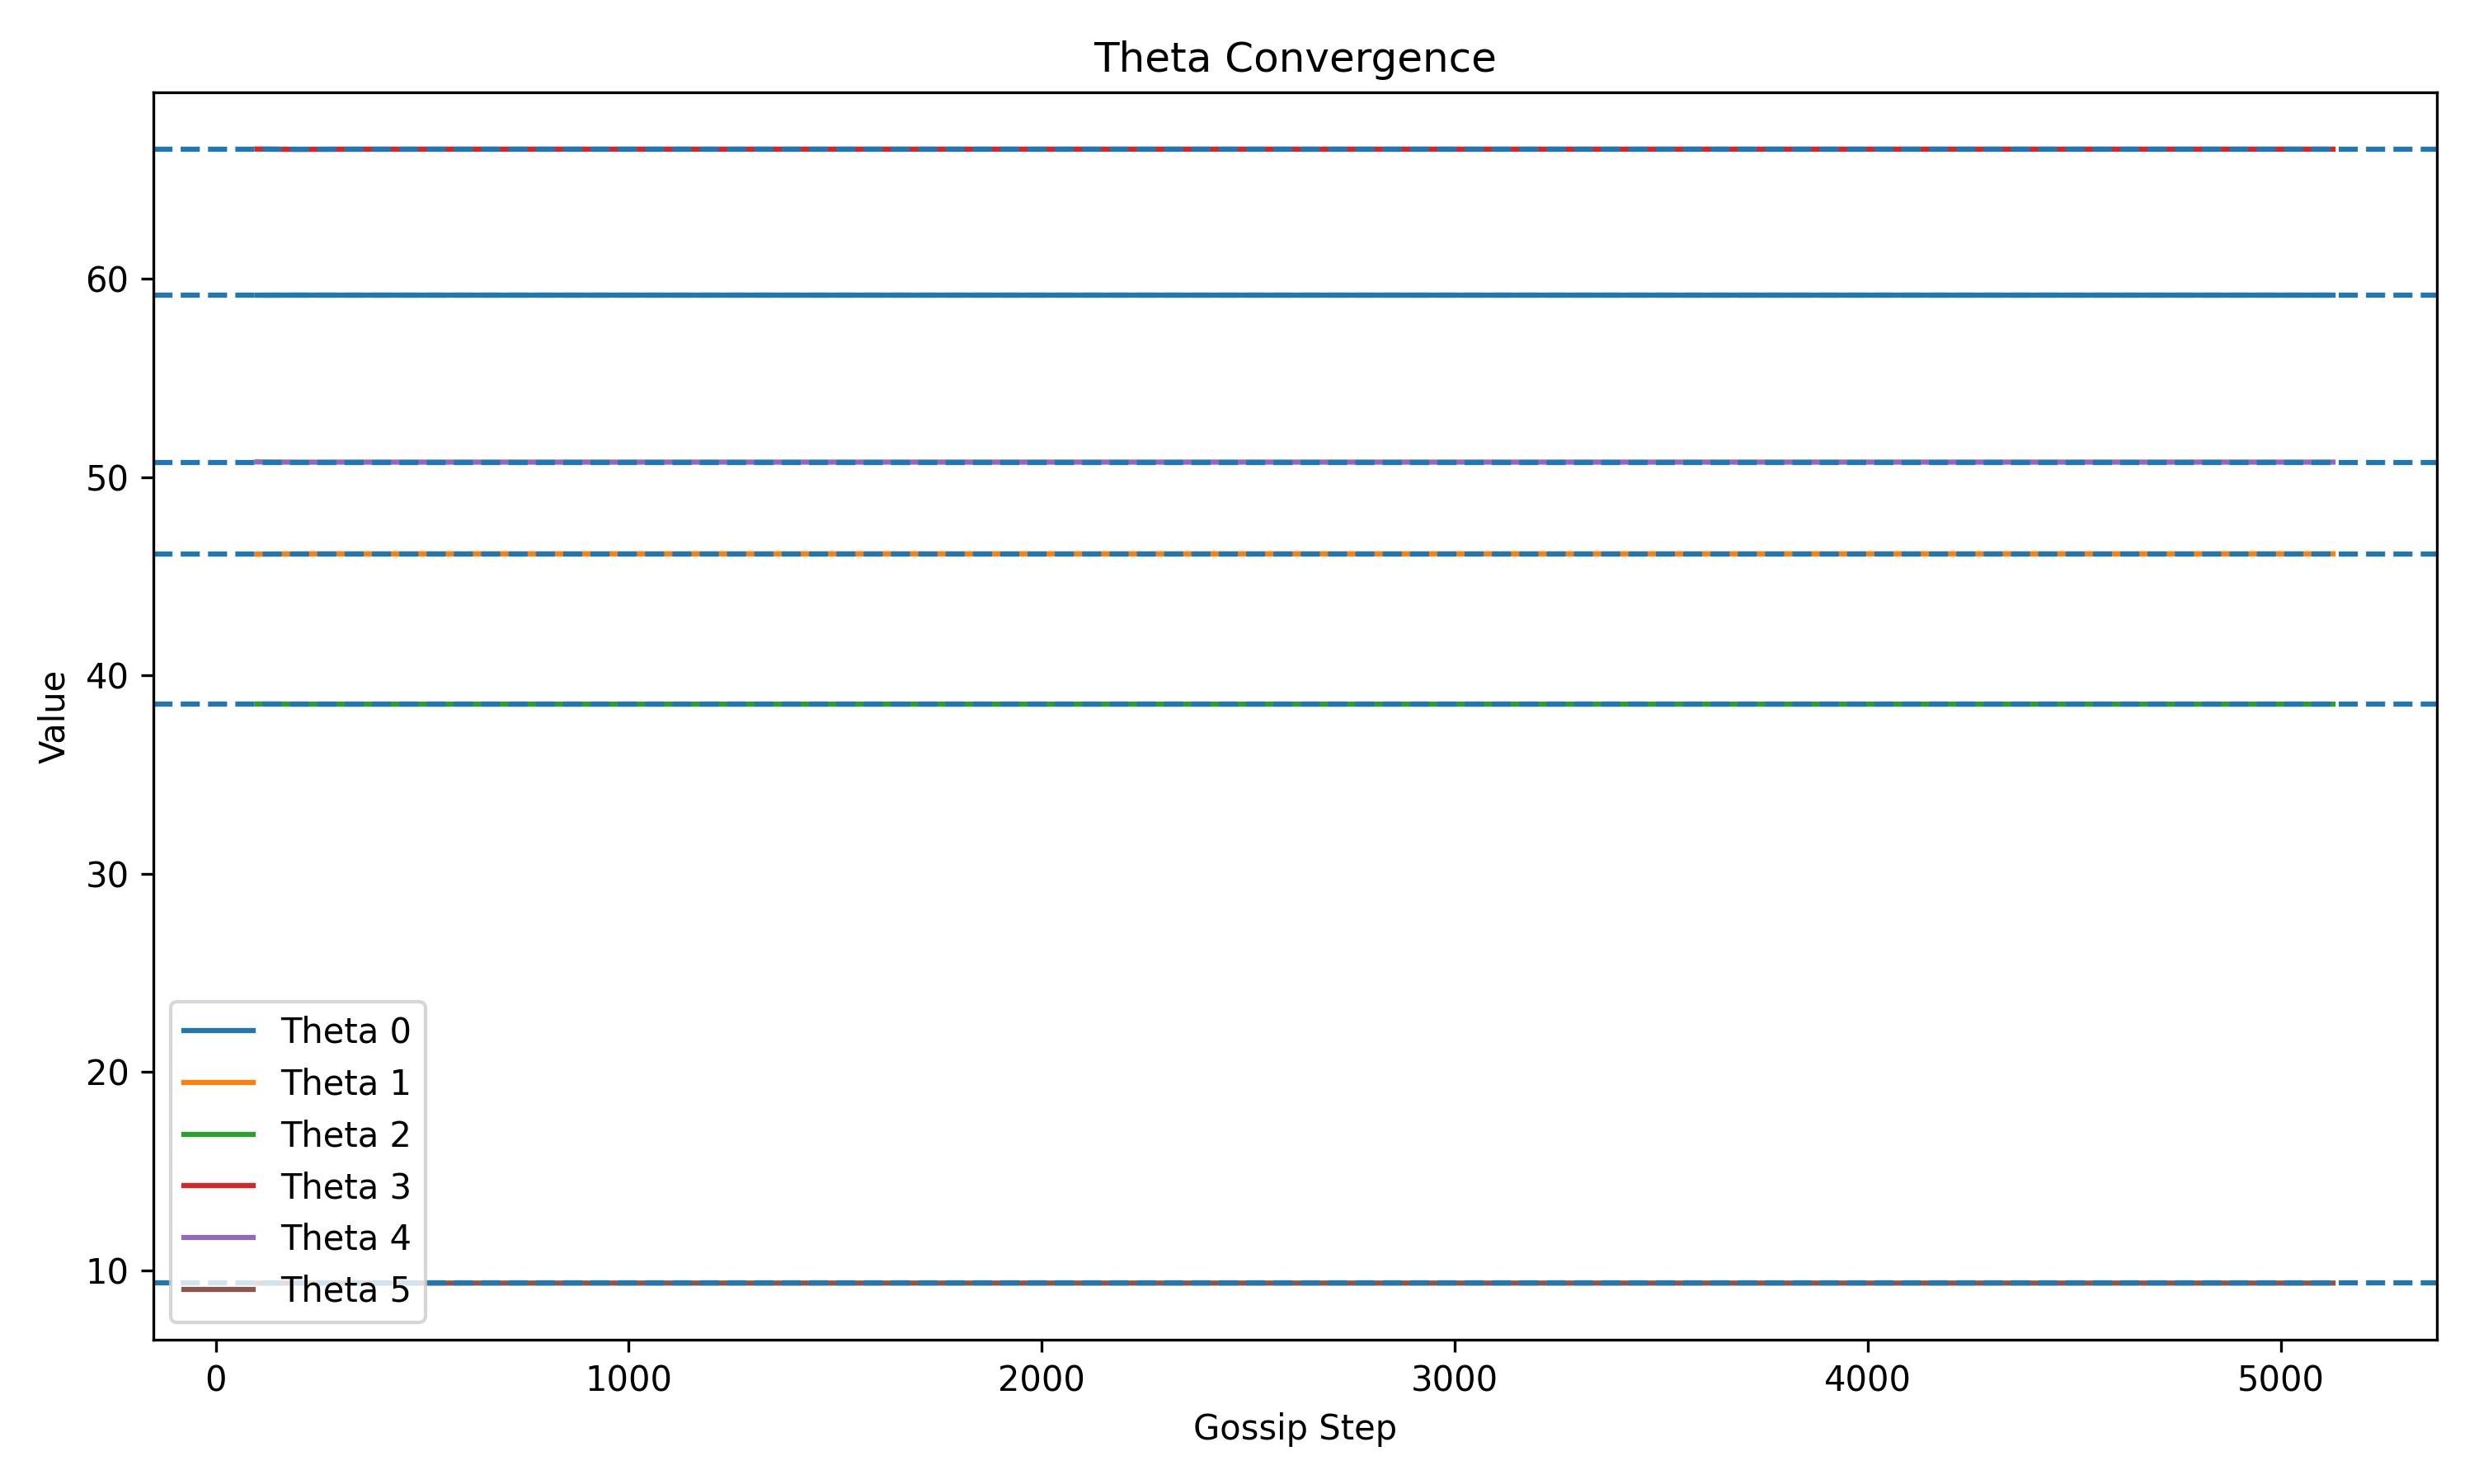 Theta Convergence
Value
60
50
40
30
20
10
Theta 0
Theta 1
Theta 2
Theta 3
Theta 4
Theta 5
0 1000 2000 3000 4000 5000
Gossip Step